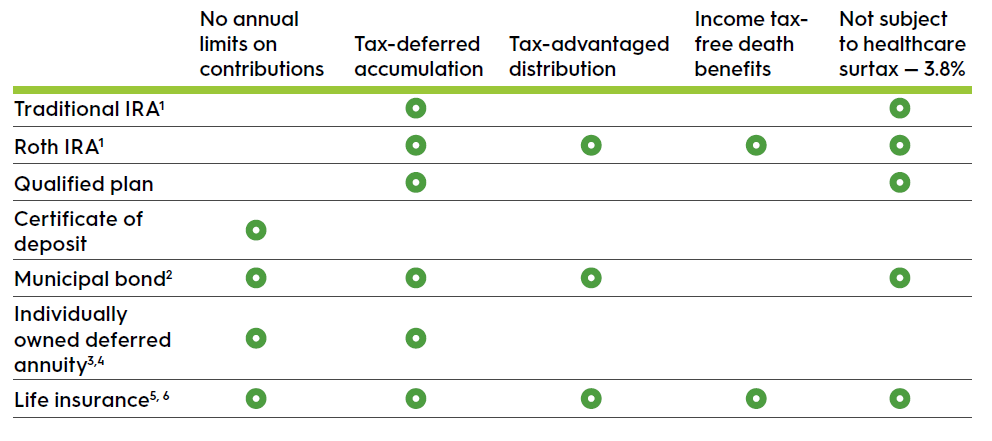 No annual
limits on
contributions
Tax-deferred
accumulation
Tax-advantaged
distribution
Income tax-
free death
benefits
Not subject
to healthcare
surtax — 3.8%
Traditional IRA¹
Roth IRA¹
Qualified plan
Certificate of
deposit
Municipal bond²
Individually
owned deferred
annuity³,⁴
Life insurance⁵, ⁶